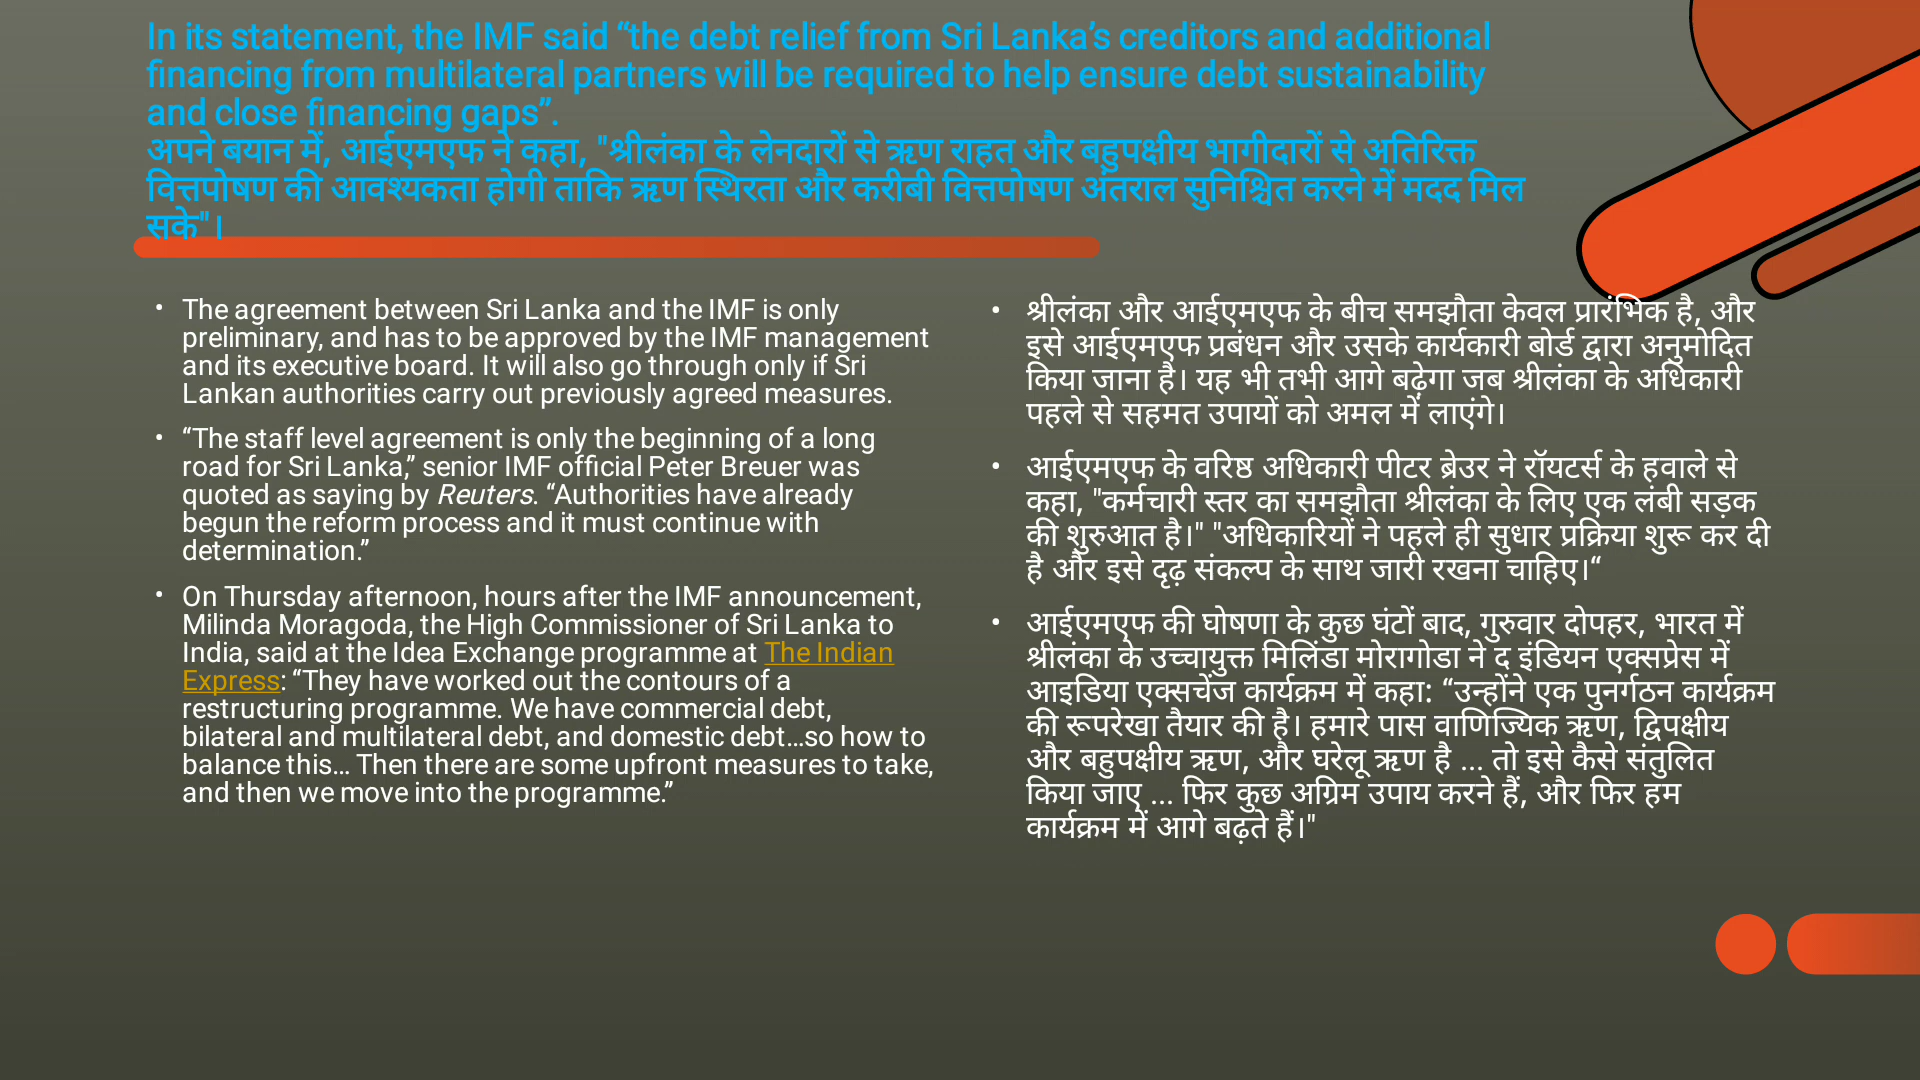 In its statement, the IMF said “the debt relief from Sri Lanka’s creditors and additional
financing from multilateral partners will be required to help ensure debt sustainability
and close financing gaps”.
अपने बयान में, आईएमएफ ने कहा, "श्रीलंका के लेनदारों से ऋण राहत और बहुपक्षीय भागीदारों से अतिरिक्त
वित्तपोषण की आवश्यकता होगी ताकि ऋण स्थिरता और करीबी वित्तपोषण अंतराल सुनिश्चित करने में मदद मिल
सके"।
• The agreement between Sri Lanka and the IMF is only
preliminary, and has to be approved by the IMF management
and its executive board. It will also go through only if Sri
Lankan authorities carry out previously agreed measures.
• “The staff level agreement is only the beginning of a long
road for Sri Lanka,” senior IMF official Peter Breuer was
quoted as saying by Reuters. “Authorities have already
begun the reform process and it must continue with
determination.”
• On Thursday afternoon, hours after the IMF announcement,
Milinda Moragoda, the High Commissioner of Sri Lanka to
India, said at the Idea Exchange programme at The Indian
Express: “They have worked out the contours of a
restructuring programme. We have commercial debt,
bilateral and multilateral debt, and domestic debt…so how to
balance this… Then there are some upfront measures to take,
and then we move into the programme.”
• श्रीलंका और आईएमएफ के बीच समझौता केवल प्रारंभिक है, और
इसे आईएमएफ प्रबंधन और उसके कार्यकारी बोर्ड द्वारा अनुमोदित
किया जाना है। यह भी तभी आगे बढ़ेगा जब श्रीलंका के अधिकारी
पहले से सहमत उपायों को अमल में लाएंगे।
• आईएमएफ के वरिष्ठ अधिकारी पीटर ब्रेउर ने रॉयटर्स के हवाले से
कहा, "कर्मचारी स्तर का समझौता श्रीलंका के लिए एक लंबी सड़क
की शुरुआत है।" "अधिकारियों ने पहले ही सुधार प्रक्रिया शुरू कर दी
है और इसे दृढ़ संकल्प के साथ जारी रखना चाहिए।“
• आईएमएफ की घोषणा के कुछ घंटों बाद, गुरुवार दोपहर, भारत में
श्रीलंका के उच्चायुक्त मिलिंडा मोरागोडा ने द इंडियन एक्सप्रेस में
आइडिया एक्सचेंज कार्यक्रम में कहा: “उन्होंने एक पुनर्गठन कार्यक्रम
की रूपरेखा तैयार की है। हमारे पास वाणिज्यिक ऋण, द्विपक्षीय
और बहुपक्षीय ऋण, और घरेलू ऋण है ... तो इसे कैसे संतुलित
किया जाए ... फिर कुछ अग्रिम उपाय करने हैं, और फिर हम
कार्यक्रम में आगे बढ़ते हैं।"